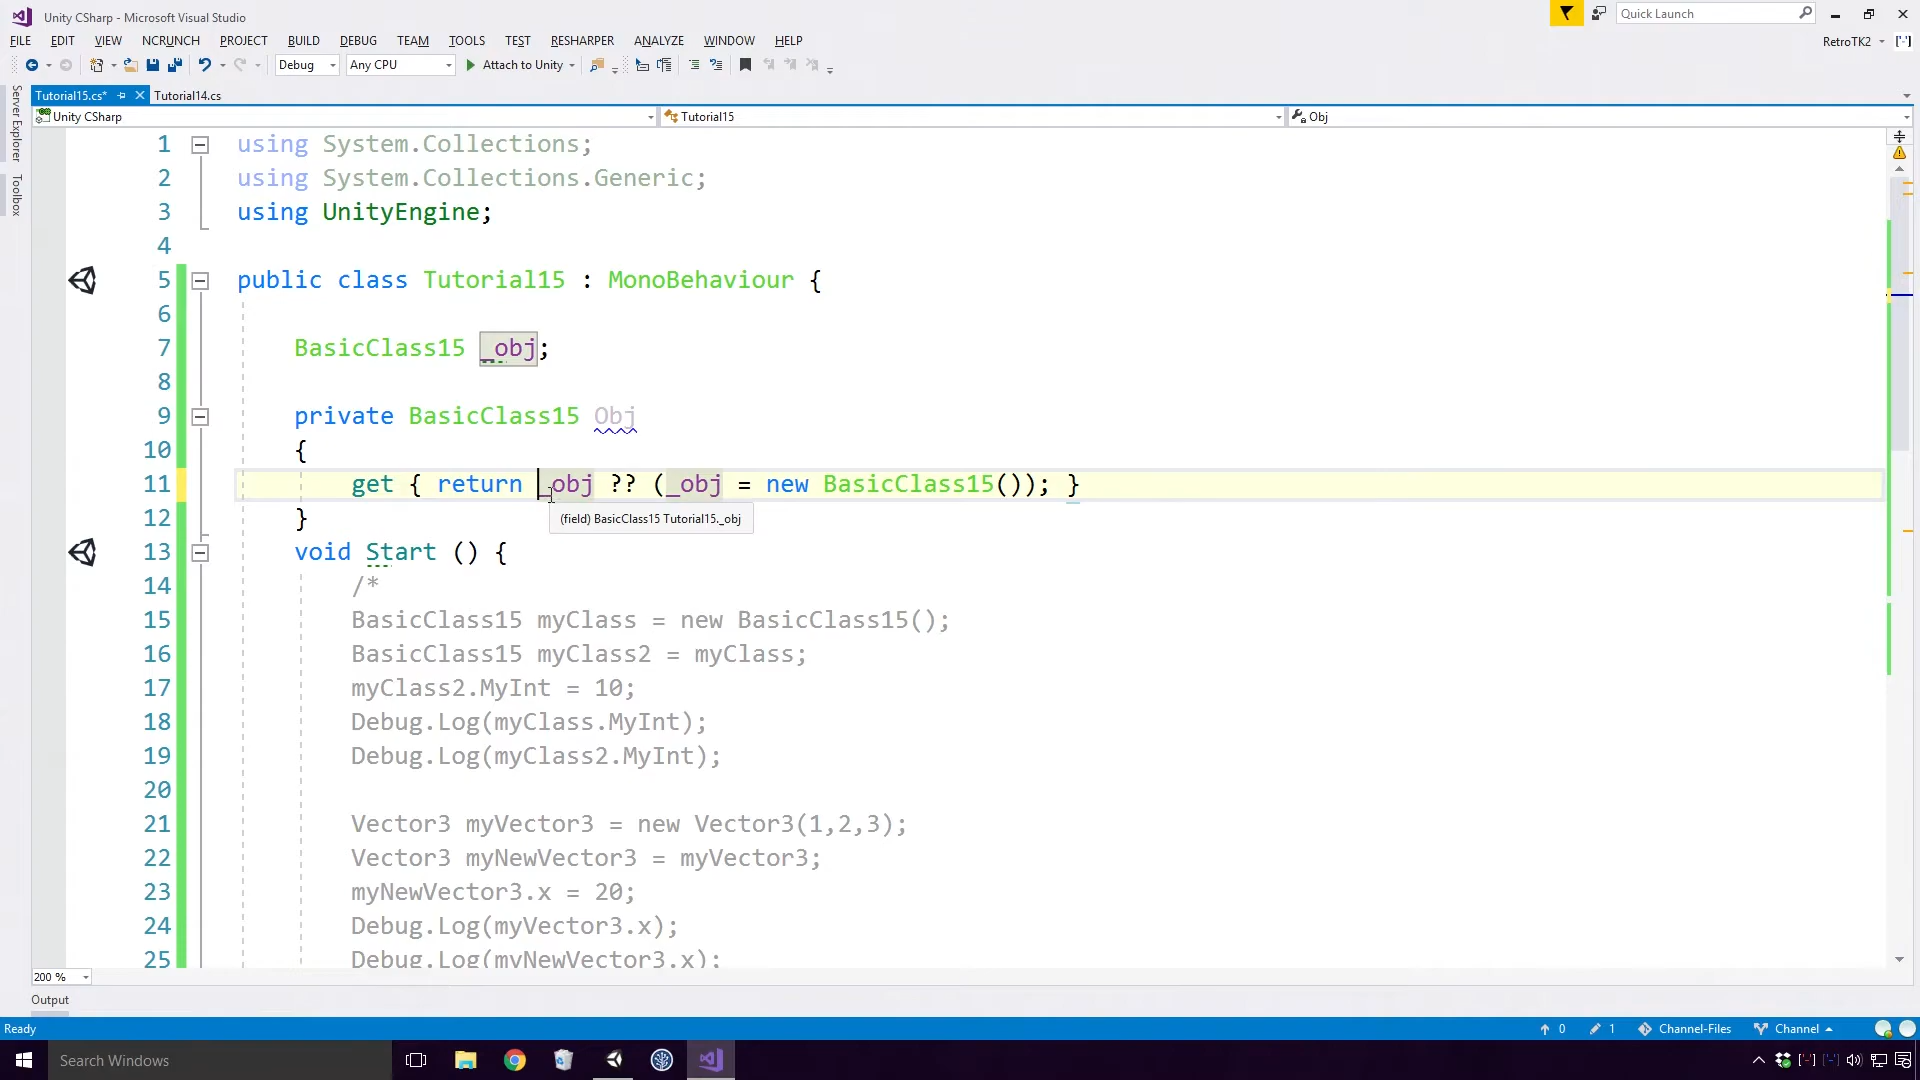 Unity CSharp - Microsoft Visual Studio
Quick Launch
FILE EDIT VIEW NCRUNCH PROJECT BUILD DEBUG TEAM TOOLS TEST RESHARPER ANALYZE WINDOW HELP
RetroTK2
Debug Any CPU Attach to Unity
Server Explorer
Toolbox
Tutorial15.cs* Tutorial14.cs
Unity CSharp Tutorial15 Obj
1 using System.Collections;
2 using System.Collections.Generic;
3 using UnityEngine;
4
5 public class Tutorial15 : MonoBehaviour {
6
7 BasicClass15 _obj;
8
9 private BasicClass15 Obj
10 {
11 get { return _obj ?? (_obj = new BasicClass15()); }
12 }
(field) BasicClass15 Tutorial15._obj
13 void Start () {
14 /*
15 BasicClass15 myClass = new BasicClass15();
16 BasicClass15 myClass2 = myClass;
17 myClass2.MyInt = 10;
18 Debug.Log(myClass.MyInt);
19 Debug.Log(myClass2.MyInt);
20
21 Vector3 myVector3 = new Vector3(1,2,3);
22 Vector3 myNewVector3 = myVector3;
23 myNewVector3.x = 20;
24 Debug.Log(myVector3.x);
25 Debug.Log(myNewVector3.x);
200 %
Output
Ready 0 1 Channel-Files Channel
Search Windows